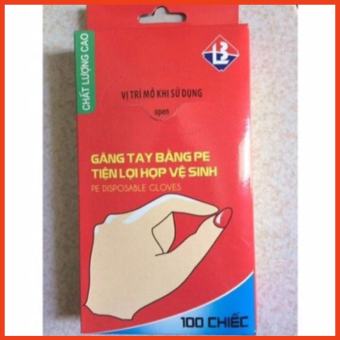 CHẤT LƯỢNG CAO
VỊ TRÍ MỞ KHI SỬ DỤNG
open
GĂNG TAY BẰNG PE
TIỆN LỢI HỢP VỆ SINH
PE DISPOSABLE GLOVES
100 CHIẾC